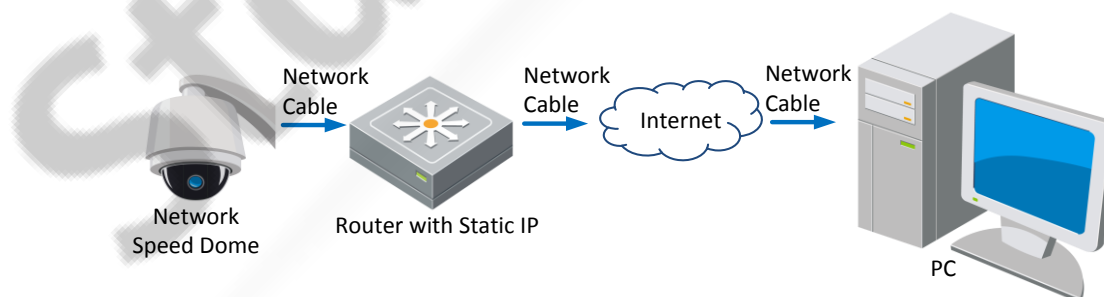 Network
Cable
Network
Cable
Network
Cable
Internet
Network
Speed Dome
Router with Static IP
PC